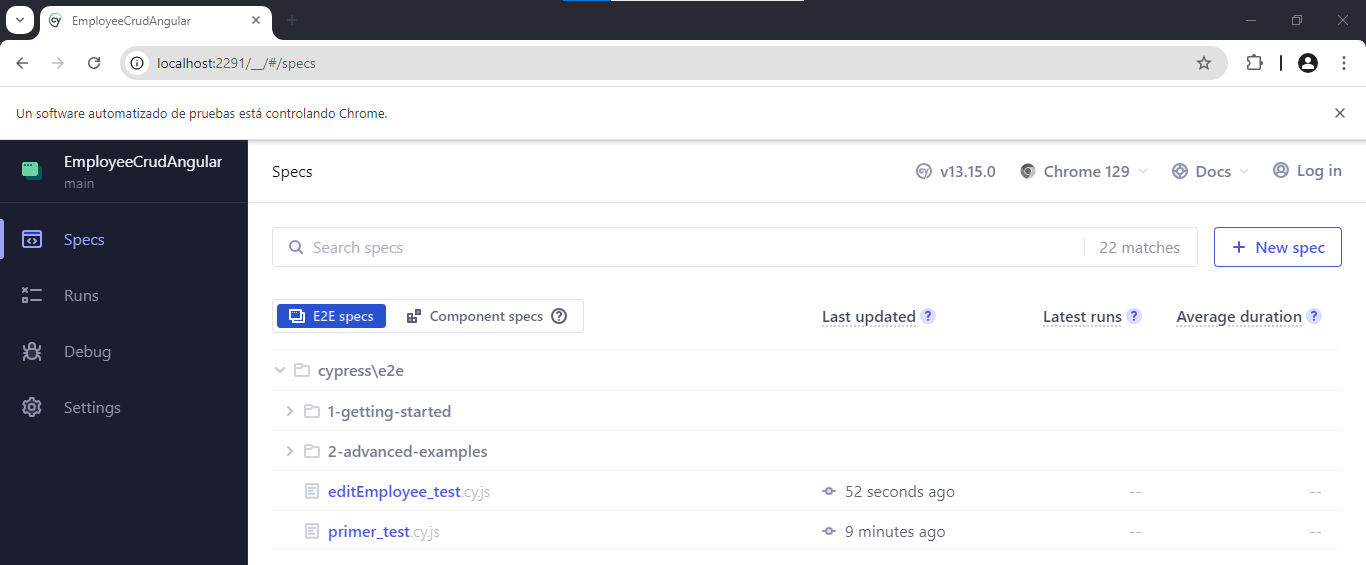 EmployeeCrudAngular
localhost:2291/__/#/specs
Un software automatizado de pruebas está controlando Chrome.
EmployeeCrudAngular
main
Specs
Runs
Debug
Settings
Specs
v13.15.0
Chrome 129
Docs
Log in
Search specs
22 matches
+ New spec
E2E specs
Component specs ?
Last updated ?
Latest runs ?
Average duration ?
cypress\e2e
1-getting-started
2-advanced-examples
editEmployee_test.cy.js 52 seconds ago -- --
primer_test.cy.js 9 minutes ago -- --